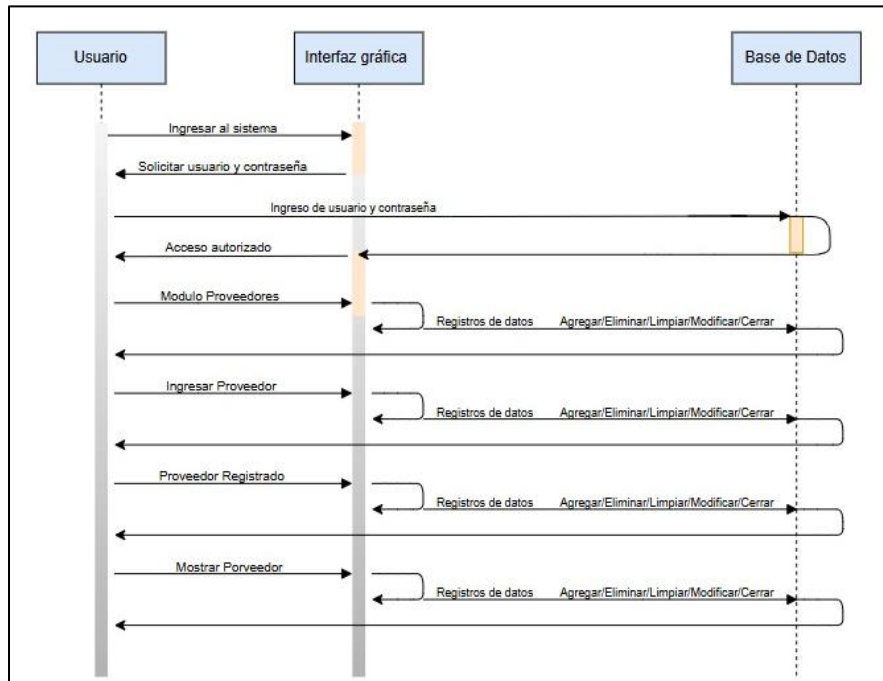 Usuario
Interfaz gráfica
Base de Datos
Ingresar al sistema
Solicitar usuario y contraseña
Ingreso de usuario y contraseña
Acceso autorizado
Modulo Proveedores
Registros de datos
Agregar/Eliminar/Limpiar/Modificar/Cerrar
Ingresar Proveedor
Registros de datos
Agregar/Eliminar/Limpiar/Modificar/Cerrar
Proveedor Registrado
Registros de datos
Agregar/Eliminar/Limpiar/Modificar/Cerrar
Mostrar Porveedor
Registros de datos
Agregar/Eliminar/Limpiar/Modificar/Cerrar